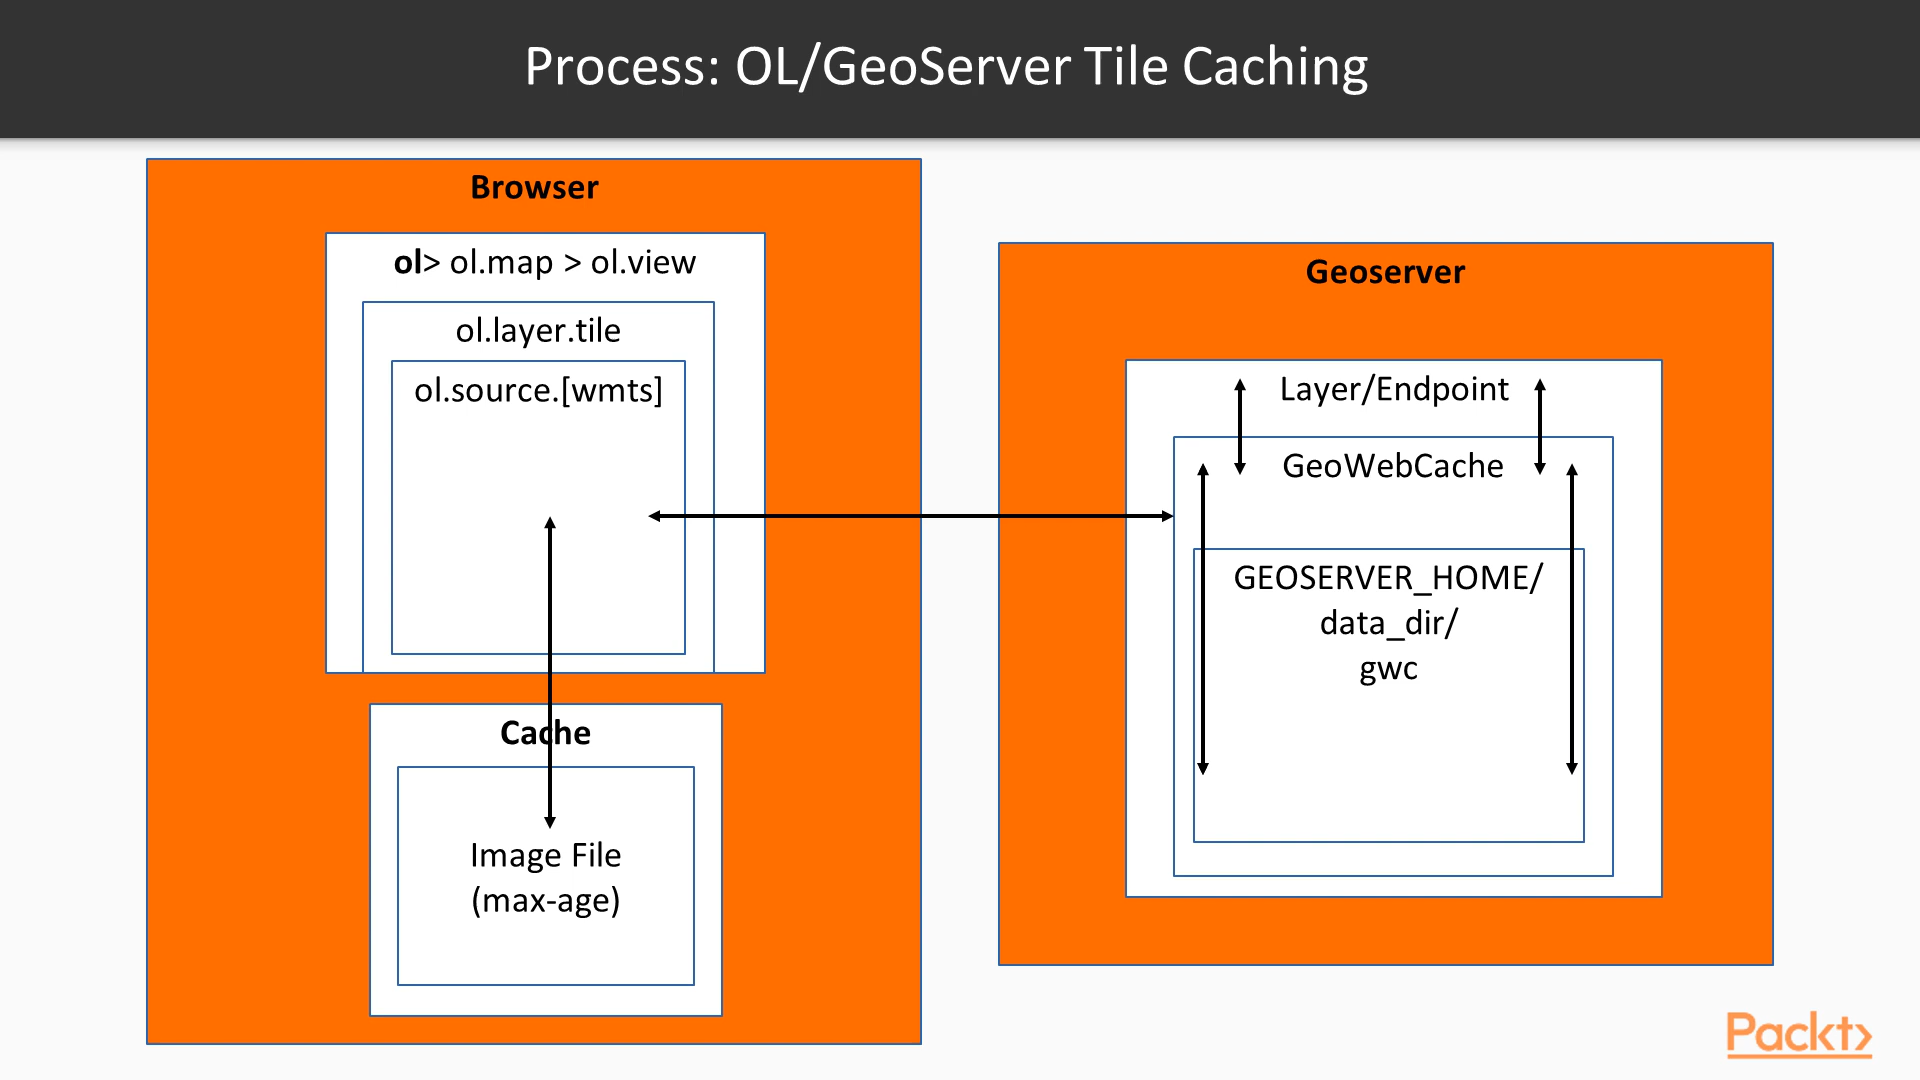 Process: OL/GeoServer Tile Caching
Browser
ol> ol.map > ol.view
ol.layer.tile
ol.source.[wmts]
Cache
Image File
(max-age)
Geoserver
Layer/Endpoint
GeoWebCache
GEOSERVER_HOME/
data_dir/
gwc
Packt>